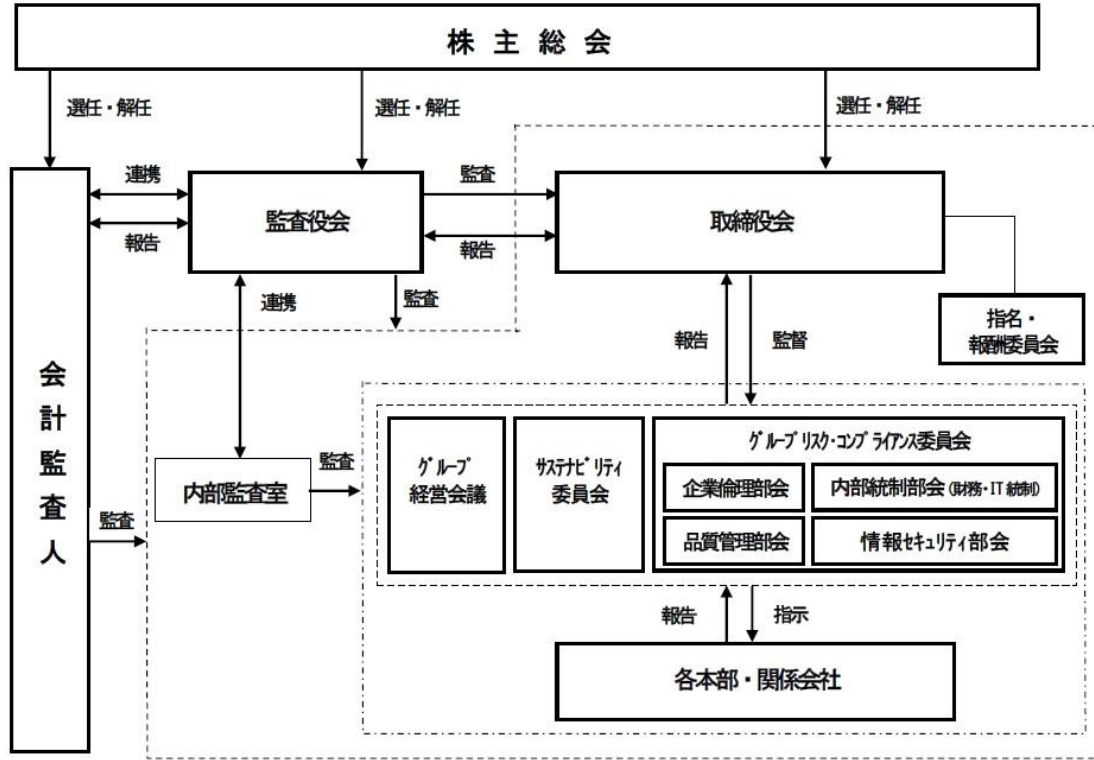 株主総会
選任・解任
選任・解任
選任・解任
連携
監査
監査役会
取締役会
報告
報告
連携
監査
指名・
報酬委員会
報告
監督
会計監査人
グループリスク・コンプライアンス委員会
グループ
経営会議
サステナビリティ
委員会
監査
内部監査室
企業倫理部会
内部統制部会(財務・IT統制)
品質管理部会
情報セキュリティ部会
監査
報告
指示
各本部・関係会社